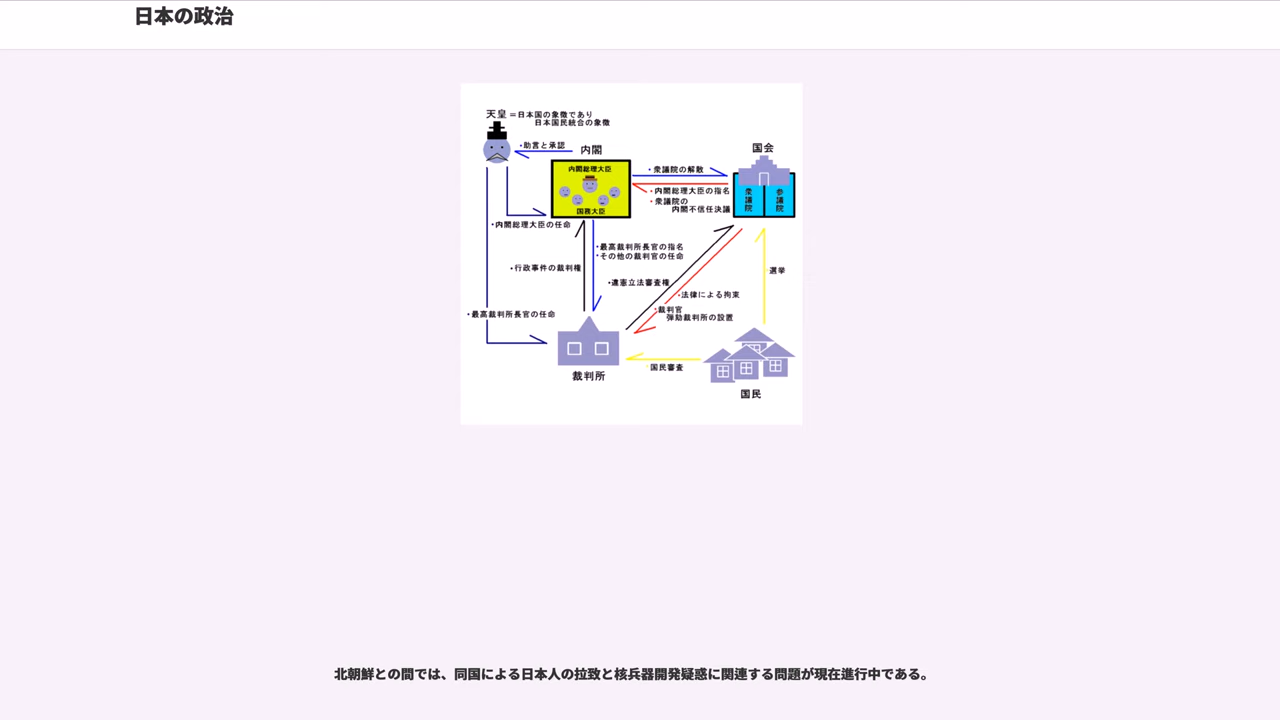 日本の政治
天皇＝日本国の象徴であり
日本国民統合の象徴
・助言と承認
内閣
国会
内閣総理大臣
国務大臣
・衆議院の解散
・内閣総理大臣の指名
・衆議院の
内閣不信任決議
衆議院
参議院
・内閣総理大臣の任命
・最高裁判所長官の指名
・その他の裁判官の任命
・行政事件の裁判権
・違憲立法審査権
・法律による拘束
・裁判官
弾劾裁判所の設置
選挙
・最高裁判所長官の任命
裁判所
国民審査
国民
北朝鮮との間では、同国による日本人の拉致と核兵器開発疑惑に関連する問題が現在進行中である。